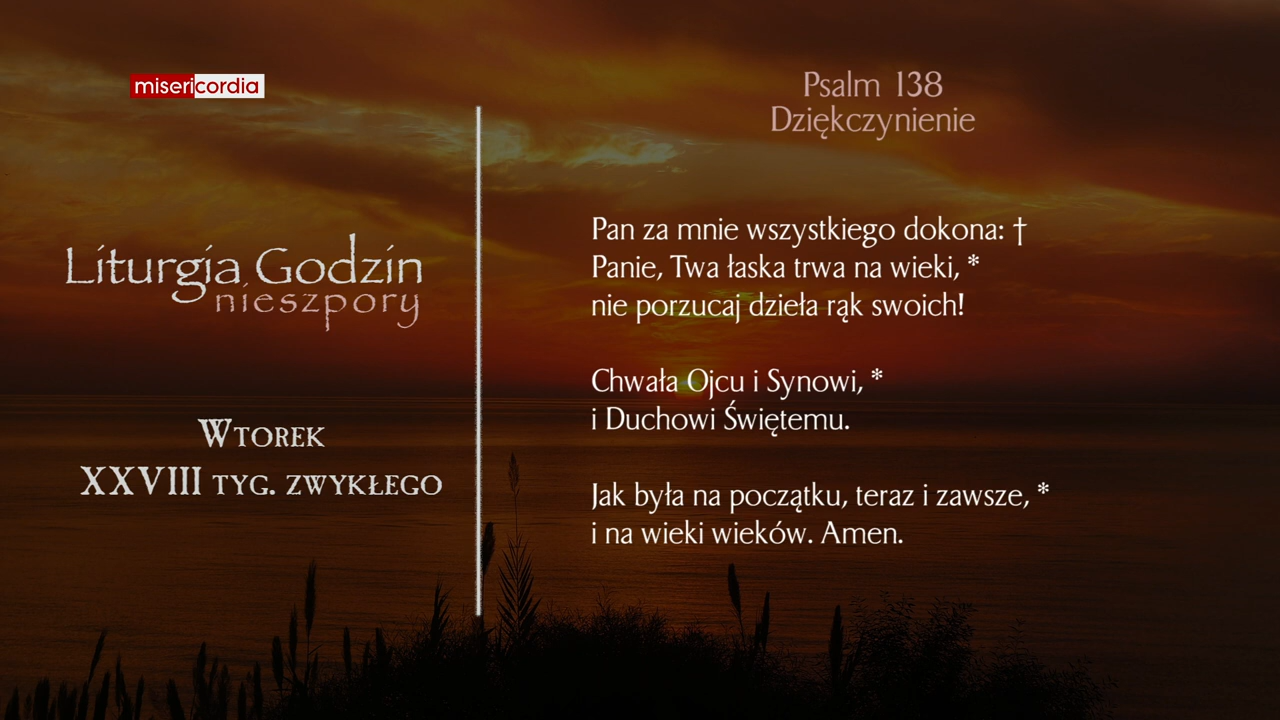 misericordia
Liturgia Godzin
nieszpory
Wtorek
XXVIII tyg. zwykłego
Psalm 138
Dziękczynienie
Pan za mnie wszystkiego dokona: †
Panie, Twa łaska trwa na wieki, *
nie porzucaj dzieła rąk swoich!
Chwała Ojcu i Synowi, *
i Duchowi Świętemu.
Jak była na początku, teraz i zawsze, *
i na wieki wieków. Amen.